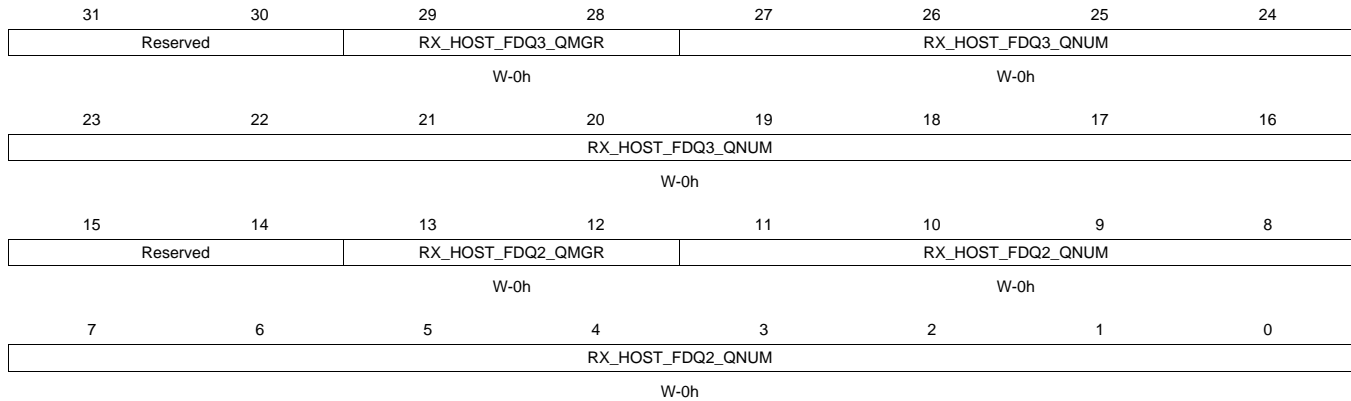 31 30 29 28 27 26 25 24
Reserved RX_HOST_FDQ3_QMGR RX_HOST_FDQ3_QNUM
W-0h W-0h
23 22 21 20 19 18 17 16
RX_HOST_FDQ3_QNUM
W-0h
15 14 13 12 11 10 9 8
Reserved RX_HOST_FDQ2_QMGR RX_HOST_FDQ2_QNUM
W-0h W-0h
7 6 5 4 3 2 1 0
RX_HOST_FDQ2_QNUM
W-0h